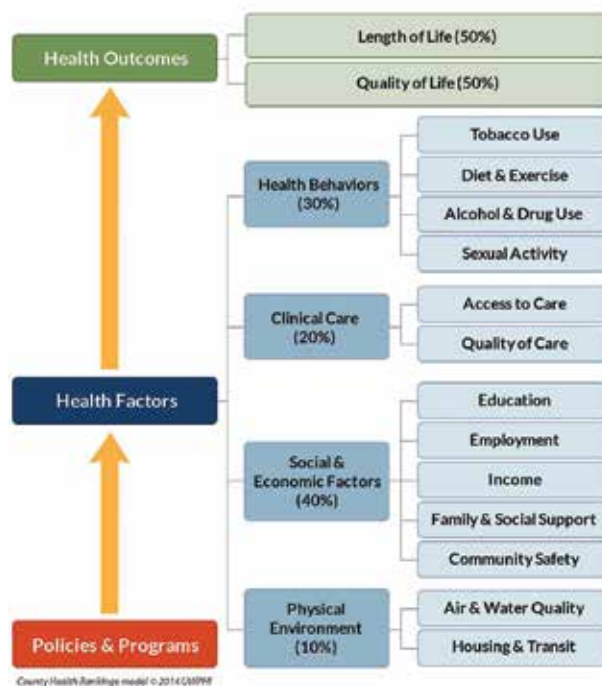 Health Outcomes
Length of Life (50%)
Quality of Life (50%)
Health Behaviors
(30%)
Tobacco Use
Diet & Exercise
Alcohol & Drug Use
Sexual Activity
Clinical Care
(20%)
Access to Care
Quality of Care
Health Factors
Social &
Economic Factors
(40%)
Education
Employment
Income
Family & Social Support
Community Safety
Physical
Environment
(10%)
Air & Water Quality
Housing & Transit
Policies & Programs
County Health Rankings model © 2014 UWPHI